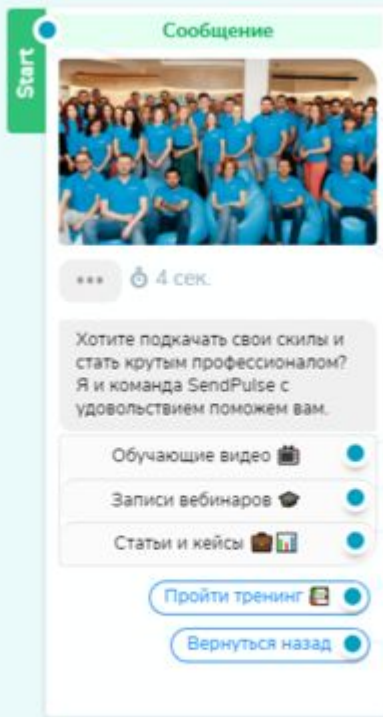 Start
Сообщение
4 сек.
Хотите подкачать свои скилы и
стать крутым профессионалом?
Я и команда SendPulse с
удовольствием поможем вам.
Обучающие видео
Записи вебинаров
Статьи и кейсы
Пройти тренинг
Вернуться назад